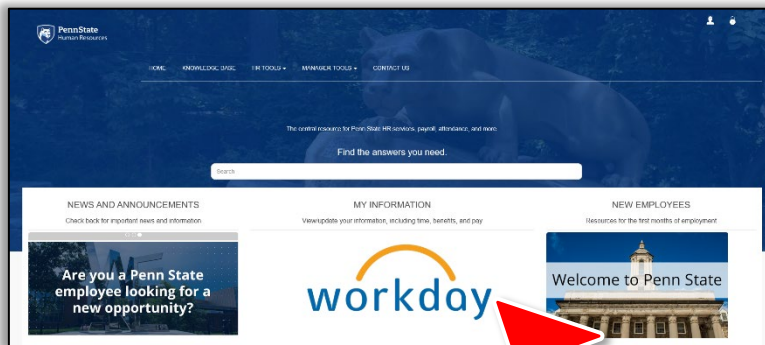 PennState
Human Resources
HOME KNOWLEDGE BASE HR TOOLS MANAGER TOOLS CONTACT US
The central resource for Penn State HR services, payroll, attendance, and more
Find the answers you need.
Search
NEWS AND ANNOUNCEMENTS
Check back for important news and information
Are you a Penn State
employee looking for a
new opportunity?
MY INFORMATION
View/update your information, including time, benefits, and pay
workday
NEW EMPLOYEES
Resources for the first months of employment
Welcome to Penn State